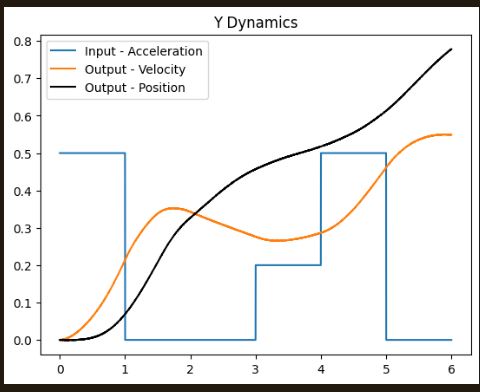 Y Dynamics
Input - Acceleration
Output - Velocity
Output - Position
0.8
0.7
0.6
0.5
0.4
0.3
0.2
0.1
0.0
0 1 2 3 4 5 6